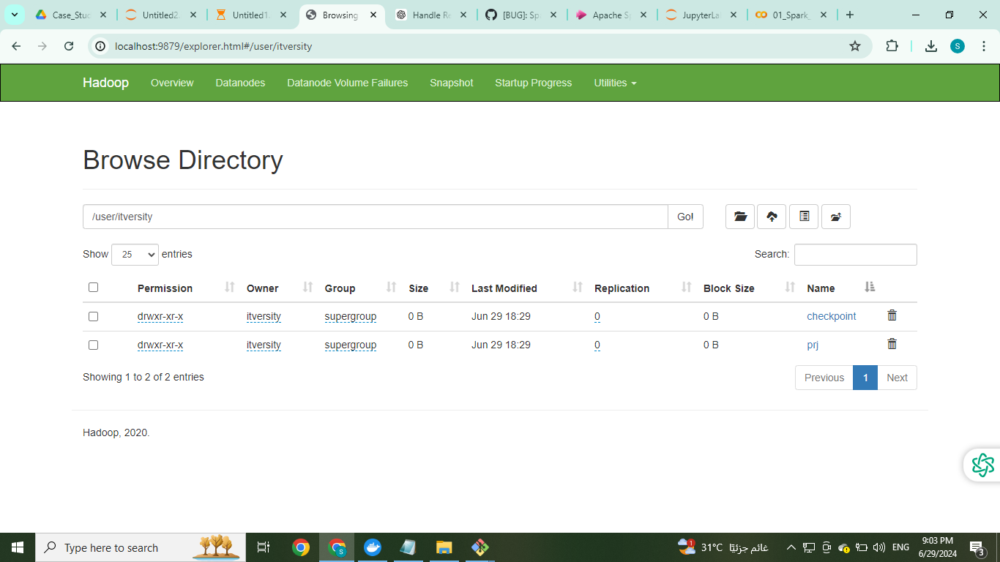 Case_Stu Untitled2. Untitled1 Browsing Handle Re [BUG]: Sp Apache S JupyterLa 01_Spark_
localhost:9879/explorer.html#/user/itversity
S
Hadoop Overview Datanodes Datanode Volume Failures Snapshot Startup Progress Utilities
Browse Directory
/user/itversity Go!
Show 25 entries Search:
Permission Owner Group Size Last Modified Replication Block Size Name
drwxr-xr-x itversity supergroup 0 B Jun 29 18:29 0 0 B checkpoint
drwxr-xr-x itversity supergroup 0 B Jun 29 18:29 0 0 B prj
Showing 1 to 2 of 2 entries Previous 1 Next
Hadoop, 2020.
Type here to search 1 31°C غائم جزئيًا ENG 9:03 PM
6/29/2024 3